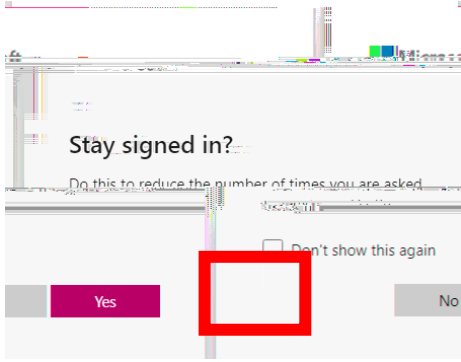 Stay signed in?
Do this to reduce the number of times you are asked
Don't show this again
Yes
No